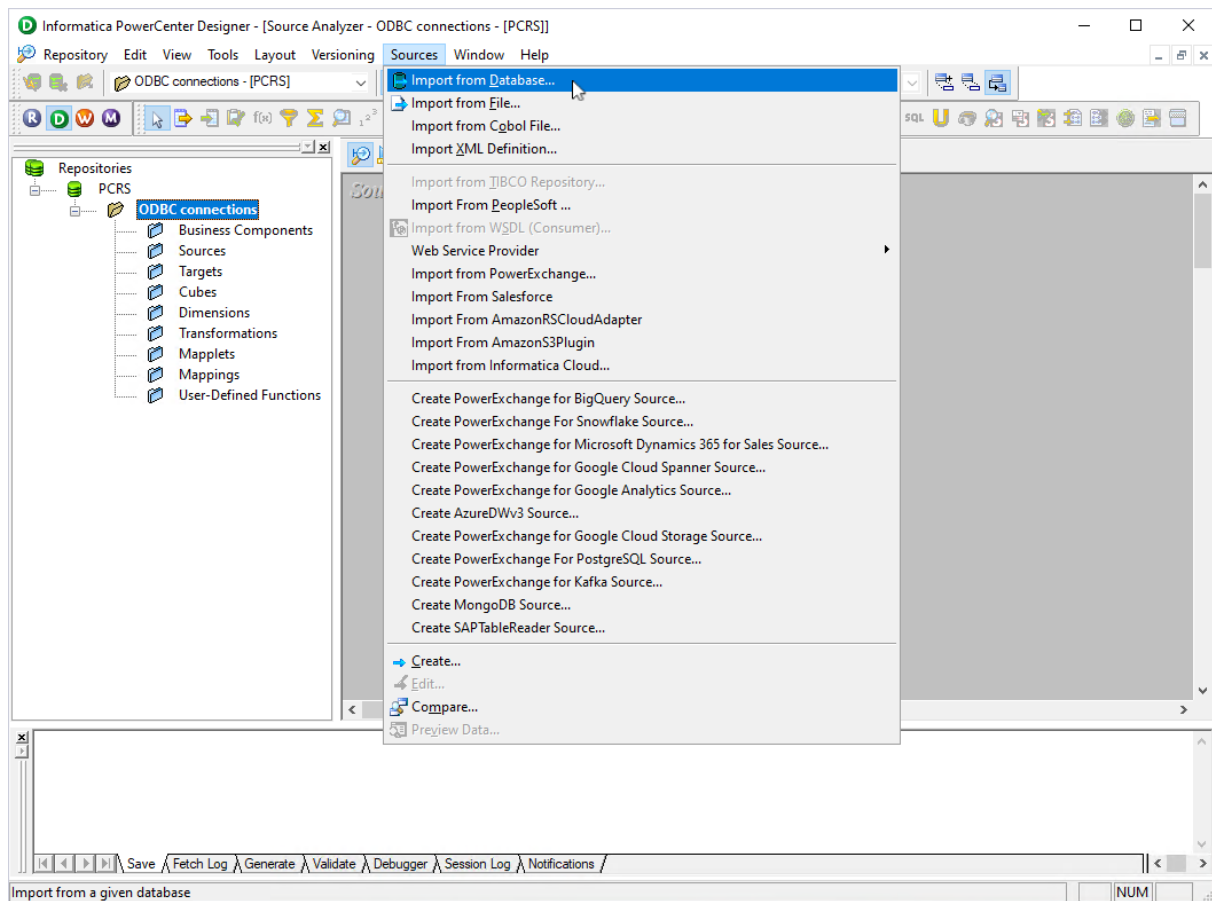 Informatica PowerCenter Designer - [Source Analyzer - ODBC connections - [PCRS]]
Repository Edit View Tools Layout Versioning Sources Window Help
ODBC connections - [PCRS]
R D W M f(x) 1 2 3 SQL
Repositories
PCRS
ODBC connections
Business Components
Sources
Targets
Cubes
Dimensions
Transformations
Mapplets
Mappings
User-Defined Functions
Import from Database...
Import from File...
Import from Cobol File...
Import XML Definition...
Import from TIBCO Repository...
Import From PeopleSoft ...
Import from WSDL (Consumer)...
Web Service Provider
Import from PowerExchange...
Import From Salesforce
Import From AmazonRSCloudAdapter
Import From AmazonS3Plugin
Import from Informatica Cloud...
Create PowerExchange for BigQuery Source...
Create PowerExchange For Snowflake Source...
Create PowerExchange for Microsoft Dynamics 365 for Sales Source...
Create PowerExchange for Google Cloud Spanner Source...
Create PowerExchange for Google Analytics Source...
Create AzureDWv3 Source...
Create PowerExchange for Google Cloud Storage Source...
Create PowerExchange For PostgreSQL Source...
Create PowerExchange for Kafka Source...
Create MongoDB Source...
Create SAPTableReader Source...
Create...
Edit...
Compare...
Preview Data...
Save Fetch Log Generate Validate Debugger Session Log Notifications
Import from a given database NUM